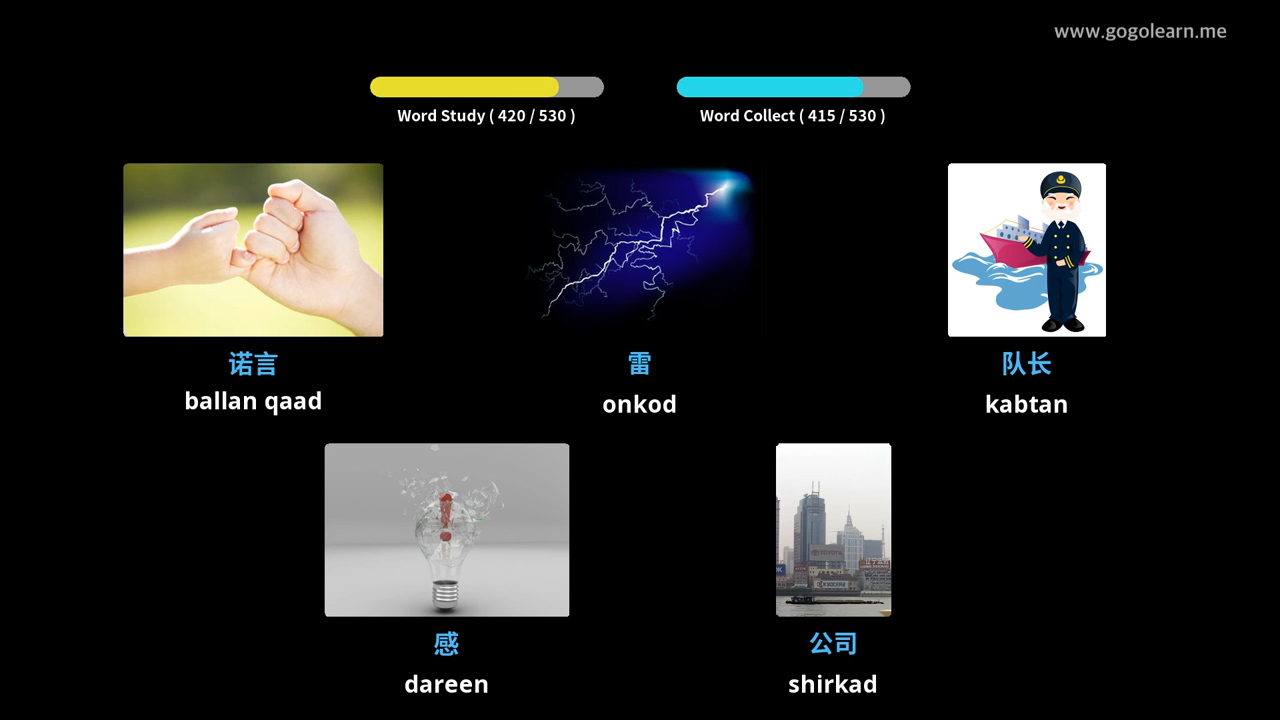 www.gogolearn.me
Word Study ( 420 / 530 )
Word Collect ( 415 / 530 )
诺言
雷
队长
ballan qaad
onkod
kabtan
TOYOTA
感
公司
dareen
shirkad